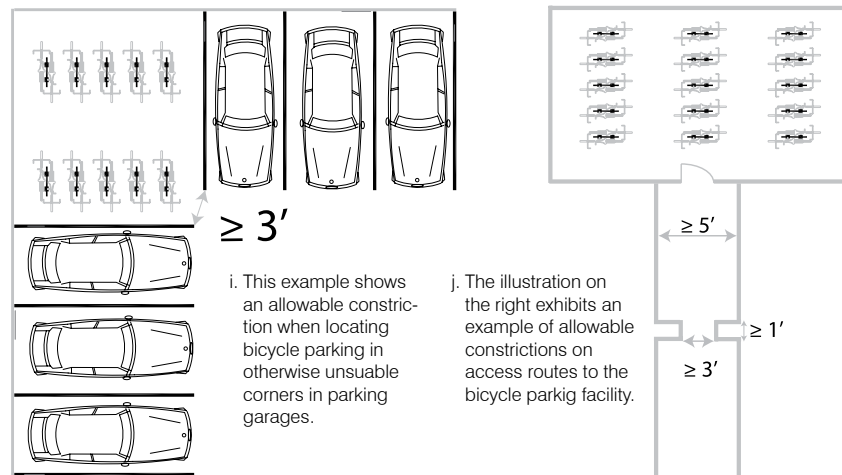 ≥ 3’
i. This example shows
an allowable constric-
tion when locating
bicycle parking in
otherwise unsuable
corners in parking
garages.
j. The illustration on
the right exhibits an
example of allowable
constrictions on
access routes to the
bicycle parkig facility.
≥ 5’
≥ 1’
≥ 3’